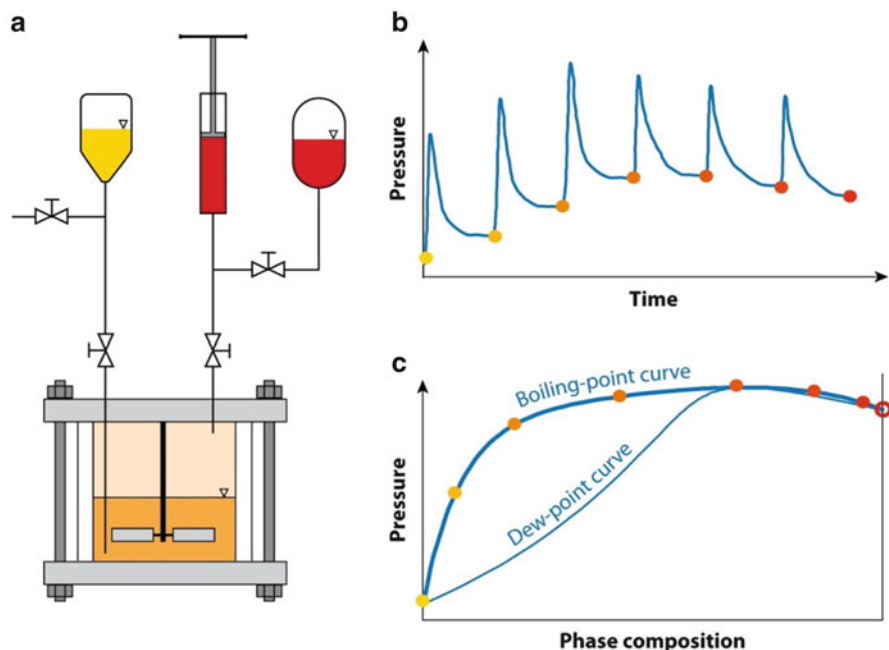 a
b
Pressure
Time
c
Boiling-point curve
Dew-point curve
Pressure
Phase composition